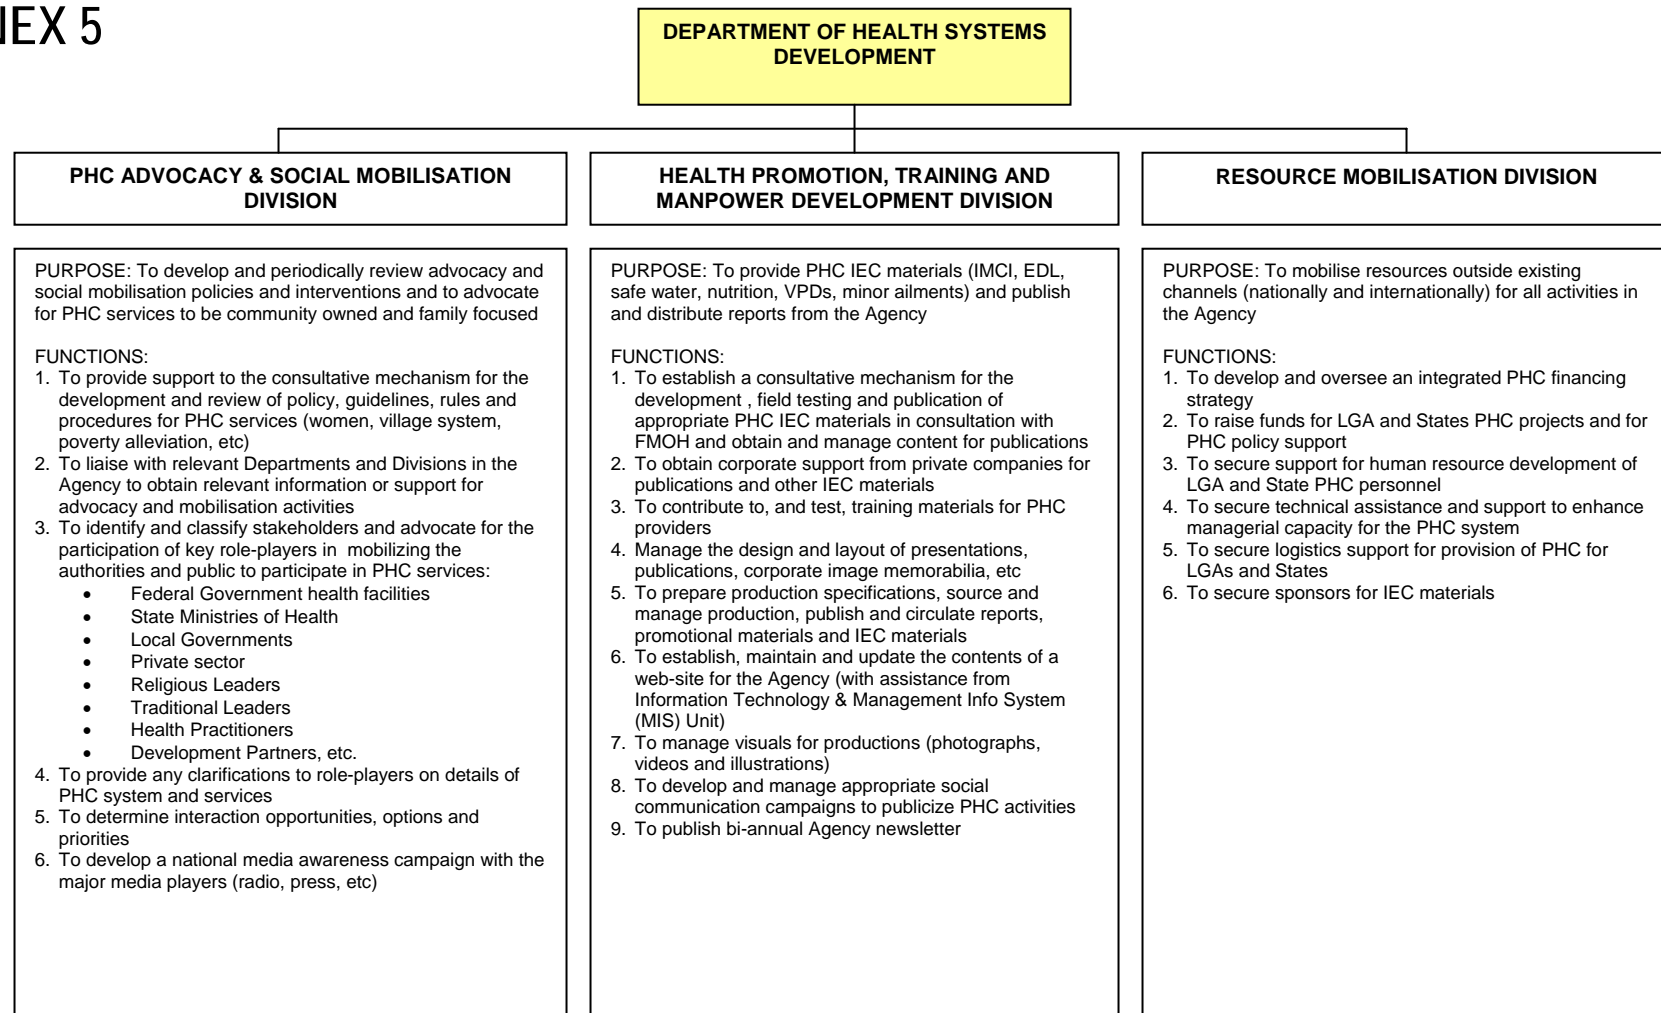 NEX 5
DEPARTMENT OF HEALTH SYSTEMS
DEVELOPMENT
PHC ADVOCACY & SOCIAL MOBILISATION
DIVISION
PURPOSE: To develop and periodically review advocacy and
social mobilisation policies and interventions and to advocate
for PHC services to be community owned and family focused
FUNCTIONS:
1. To provide support to the consultative mechanism for the
development and review of policy, guidelines, rules and
procedures for PHC services (women, village system,
poverty alleviation, etc)
2. To liaise with relevant Departments and Divisions in the
Agency to obtain relevant information or support for
advocacy and mobilisation activities
3. To identify and classify stakeholders and advocate for the
participation of key role-players in mobilizing the
authorities and public to participate in PHC services:
• Federal Government health facilities
• State Ministries of Health
• Local Governments
• Private sector
• Religious Leaders
• Traditional Leaders
• Health Practitioners
• Development Partners, etc.
4. To provide any clarifications to role-players on details of
PHC system and services
5. To determine interaction opportunities, options and
priorities
6. To develop a national media awareness campaign with the
major media players (radio, press, etc)
HEALTH PROMOTION, TRAINING AND
MANPOWER DEVELOPMENT DIVISION
PURPOSE: To provide PHC IEC materials (IMCI, EDL,
safe water, nutrition, VPDs, minor ailments) and publish
and distribute reports from the Agency
FUNCTIONS:
1. To establish a consultative mechanism for the
development , field testing and publication of
appropriate PHC IEC materials in consultation with
FMOH and obtain and manage content for publications
2. To obtain corporate support from private companies for
publications and other IEC materials
3. To contribute to, and test, training materials for PHC
providers
4. Manage the design and layout of presentations,
publications, corporate image memorabilia, etc
5. To prepare production specifications, source and
manage production, publish and circulate reports,
promotional materials and IEC materials
6. To establish, maintain and update the contents of a
web-site for the Agency (with assistance from
Information Technology & Management Info System
(MIS) Unit)
7. To manage visuals for productions (photographs,
videos and illustrations)
8. To develop and manage appropriate social
communication campaigns to publicize PHC activities
9. To publish bi-annual Agency newsletter
RESOURCE MOBILISATION DIVISION
PURPOSE: To mobilise resources outside existing
channels (nationally and internationally) for all activities in
the Agency
FUNCTIONS:
1. To develop and oversee an integrated PHC financing
strategy
2. To raise funds for LGA and States PHC projects and for
PHC policy support
3. To secure support for human resource development of
LGA and State PHC personnel
4. To secure technical assistance and support to enhance
managerial capacity for the PHC system
5. To secure logistics support for provision of PHC for
LGAs and States
6. To secure sponsors for IEC materials